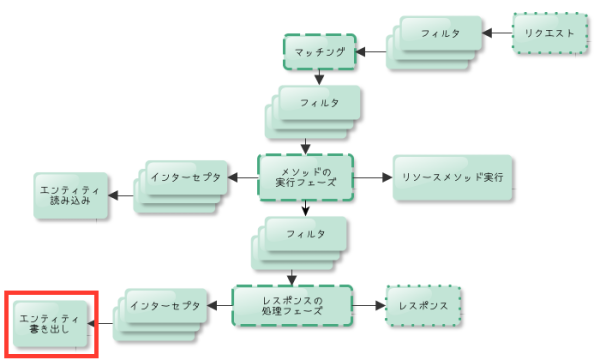 リクエスト
フィルタ
マッチング
フィルタ
メソッドの
実行フェーズ
リソースメソッド実行
インターセプタ
エンティティ
読み込み
フィルタ
レスポンスの
処理フェーズ
レスポンス
インターセプタ
エンティティ
書き出し